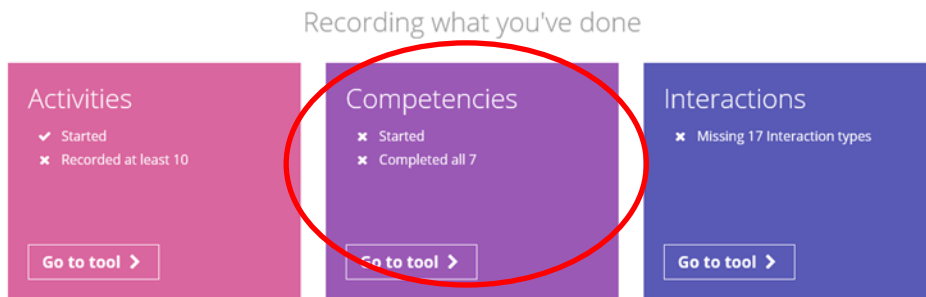 Recording what you've done
Activities
Started
Recorded at least 10
Go to tool
Competencies
Started
Completed all 7
Go to tool
Interactions
Missing 17 Interaction types
Go to tool